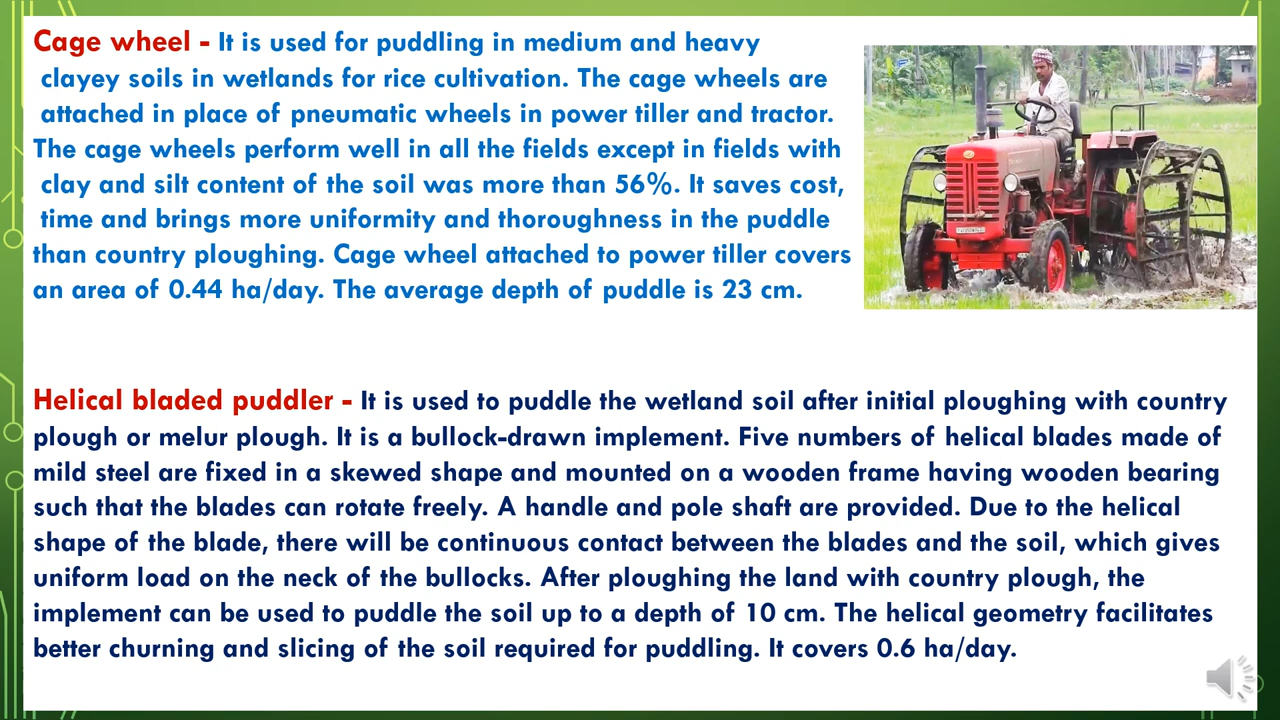 Cage wheel - It is used for puddling in medium and heavy
clayey soils in wetlands for rice cultivation. The cage wheels are
attached in place of pneumatic wheels in power tiller and tractor.
The cage wheels perform well in all the fields except in fields with
clay and silt content of the soil was more than 56%. It saves cost,
time and brings more uniformity and thoroughness in the puddle
than country ploughing. Cage wheel attached to power tiller covers
an area of 0.44 ha/day. The average depth of puddle is 23 cm.
Helical bladed puddler - It is used to puddle the wetland soil after initial ploughing with country
plough or melur plough. It is a bullock-drawn implement. Five numbers of helical blades made of
mild steel are fixed in a skewed shape and mounted on a wooden frame having wooden bearing
such that the blades can rotate freely. A handle and pole shaft are provided. Due to the helical
shape of the blade, there will be continuous contact between the blades and the soil, which gives
uniform load on the neck of the bullocks. After ploughing the land with country plough, the
implement can be used to puddle the soil up to a depth of 10 cm. The helical geometry facilitates
better churning and slicing of the soil required for puddling. It covers 0.6 ha/day.